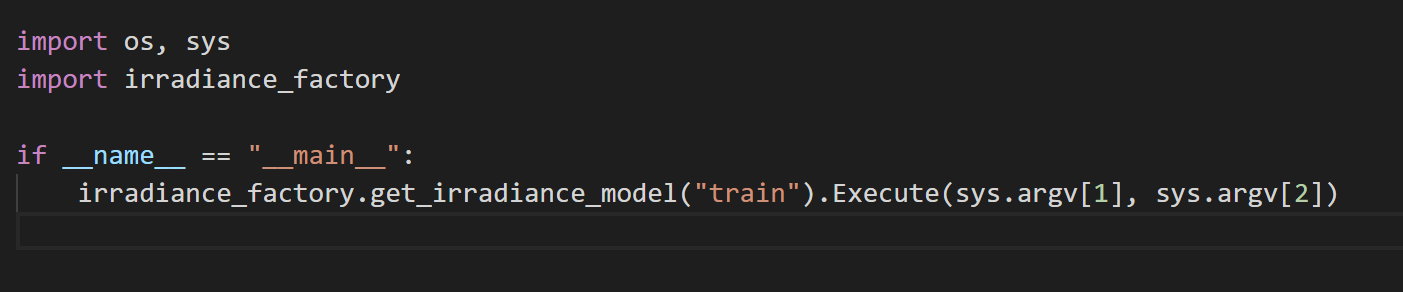 import os, sys
import irradiance_factory
if __name__ == "__main__":
irradiance_factory.get_irradiance_model("train").Execute(sys.argv[1], sys.argv[2])